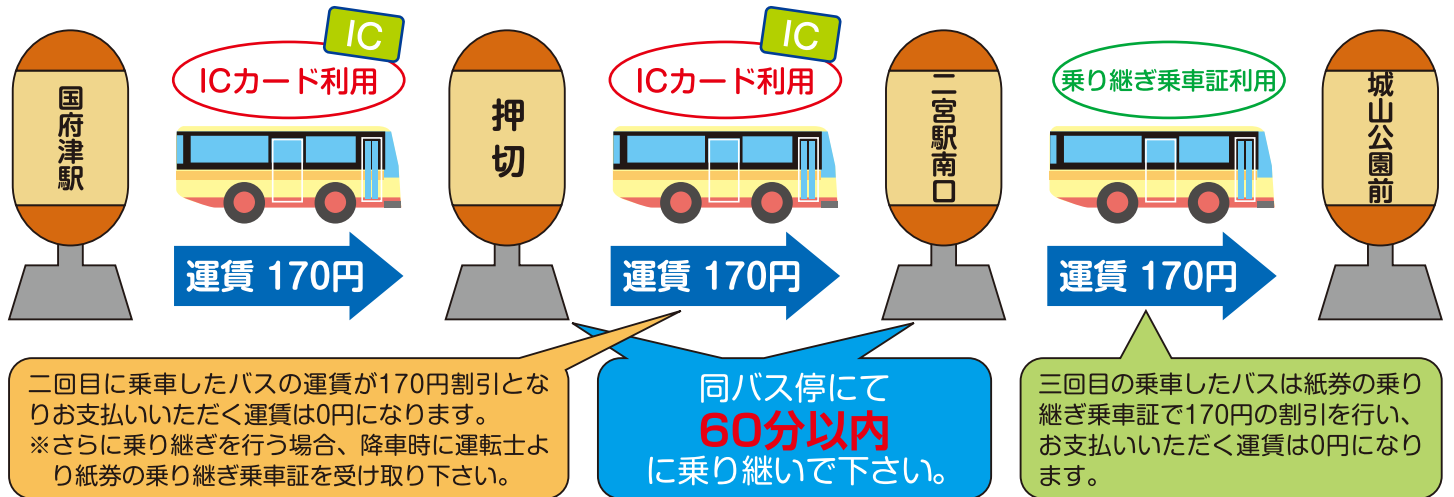 国府津駅
IC
ICカード利用
運賃 170円
押切
IC
ICカード利用
運賃 170円
二宮駅南口
乗り継ぎ乗車証利用
運賃 170円
城山公園前
二回目に乗車したバスの運賃が170円割引とな
りお支払いいただく運賃は0円になります。
※さらに乗り継ぎを行う場合、降車時に運転士よ
り紙券の乗り継ぎ乗車証を受け取り下さい。
同バス停にて
60分以内
に乗り継いで下さい。
三回目の乗車したバスは紙券の乗り
継ぎ乗車証で170円の割引を行い、
お支払いいただく運賃は0円になり
ます。